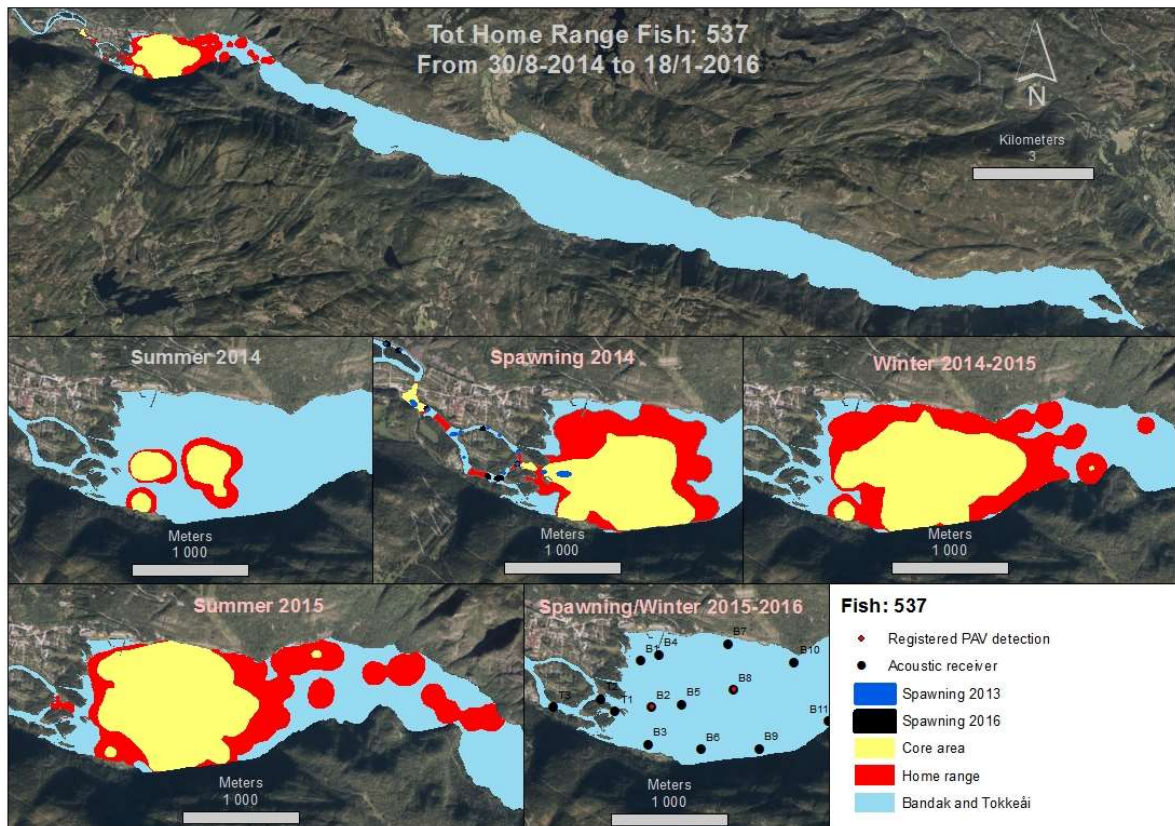 Tot Home Range Fish: 537
From 30/8-2014 to 18/1-2016
N
Kilometers
3
Summer 2014
Meters
1 000
Spawning 2014
Meters
1 000
Winter 2014-2015
Meters
1 000
Summer 2015
Meters
1 000
Spawning/Winter 2015-2016
B7
B4
B1
B10
B8
T2
T3
T1
B2
B5
B11
B3
B6
B9
Meters
1 000
Fish: 537
Registered PAV detection
Acoustic receiver
Spawning 2013
Spawning 2016
Core area
Home range
Bandak and Tokkeåi